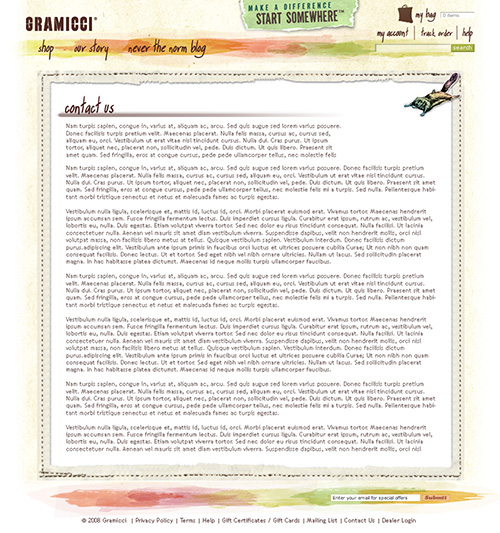 GRAMICCI
MAKE A DIFFERENCE
START SOMEWHERE™
my bag 0 items
my account | track order | help
search
shop our story never the norm blog
contact us
Nam turpis sapien, congue in, varius at, aliquam ac, arcu. Sed quis augue sed lorem varius posuere.
Donec facilisis turpis pretium velit. Maecenas placerat. Nulla felis massa, cursus ac, cursus sed,
aliquam eu, orci. Vestibulum ut erat vitae nisl tincidunt cursus. Nulla dui. Cras purus. Ut ipsum
tortor, aliquet nec, placerat non, sollicitudin vel, pede. Duis dictum. Ut quis libero. Praesent sit
amet quam. Sed fringilla, eros at congue cursus, pede pede ullamcorper tellus, nec molestie felis
Nam turpis sapien, congue in, varius at, aliquam ac, arcu. Sed quis augue sed lorem varius posuere. Donec facilisis turpis pretium
velit. Maecenas placerat. Nulla felis massa, cursus ac, cursus sed, aliquam eu, orci. Vestibulum ut erat vitae nisl tincidunt cursus.
Nulla dui. Cras purus. Ut ipsum tortor, aliquet nec, placerat non, sollicitudin vel, pede. Duis dictum. Ut quis libero. Praesent sit amet
quam. Sed fringilla, eros at congue cursus, pede pede ullamcorper tellus, nec molestie felis nibh id nisl. Sed nulla. Pellentesque habi-
tant morbi tristique senectus et netus et malesuada fames ac turpis egestas.
Vestibulum nulla ligula, scelerisque et, mattis id, luctus id, orci. Vivamus placerat euismod erat. Vivamus tortor Maecenas hendrerit
ipsum accumsan sem. Fusce fringilla fermentum lectus. Duis imperdiet cursus ligula. Curabitur erat ipsum, rutrum ac, vestibulum vel,
lobortis eu, nulla. Duis egestas. Etiam volutpat viverra tortor. Sed nec dolor eu risus tincidunt consequat. Nulla facilisi. Ut lacinia
consectetuer nulla. Aenean vel mauris sit amet diam vestibulum viverra. Suspendisse dapibus, velit non hendrerit mollis, orci nisl
volutpat massa, non facilisis libero metus at tellus. Quisque vestibulum sapien. Vestibulum interdum. Donec facilisis dictum
purus.adipiscing elit. Vestibulum ante ipsum primis in faucibus orci luctus et ultrices posuere cubilia Curae; Ut non nibh non quam
consequat facilisis. Donec luctus. Ut et tortor Sed eget nibh vel nibh ornare ultricies. Nullam ut lacus. Sed sed mi. Aliquam
magna. In hac habitasse platea dictumst. Maecenas id neque mollis turpis ullamcorper faucibus.
Nam turpis sapien, congue in, varius at, aliquam ac, arcu. Sed quis augue sed lorem varius posuere. Donec facilisis turpis pretium
velit. Maecenas placerat. Nulla felis massa, cursus ac, cursus sed, aliquam eu, orci. Vestibulum ut erat vitae nisl tincidunt cursus.
Nulla dui. Cras purus. Ut ipsum tortor, aliquet nec, placerat non, sollicitudin vel, pede. Duis dictum. Ut quis libero. Praesent sit amet
quam. Sed fringilla, eros at congue cursus, pede pede ullamcorper tellus, nec molestie felis nibh id nisl. Sed nulla. Pellentesque habi-
tant morbi tristique senectus et netus et malesuada fames ac turpis egestas.
Vestibulum nulla ligula, scelerisque et, mattis id, luctus id, orci. Vivamus placerat euismod erat. Vivamus tortor Maecenas hendrerit
ipsum accumsan sem. Fusce fringilla fermentum lectus. Duis imperdiet cursus ligula. Curabitur erat ipsum, rutrum ac, vestibulum vel,
lobortis eu, nulla. Duis egestas. Etiam volutpat viverra tortor. Sed nec dolor eu risus tincidunt consequat. Nulla facilisi. Ut lacinia
consectetuer nulla. Aenean vel mauris sit amet diam vestibulum viverra. Suspendisse dapibus, velit non hendrerit mollis, orci nisl
volutpat massa, non facilisis libero metus at tellus. Quisque vestibulum sapien. Vestibulum interdum. Donec facilisis dictum
purus.adipiscing elit. Vestibulum ante ipsum primis in faucibus orci luctus et ultrices posuere cubilia Curae; Ut non nibh non quam
consequat facilisis. Donec luctus. Ut et tortor Sed eget nibh vel nibh ornare ultricies. Nullam ut lacus. Sed sed mi. Aliquam
magna. In hac habitasse platea dictumst. Maecenas id neque mollis turpis ullamcorper faucibus.
Nam turpis sapien, congue in, varius at, aliquam ac, arcu. Sed quis augue sed lorem varius posuere. Donec facilisis turpis pretium
velit. Maecenas placerat. Nulla felis massa, cursus ac, cursus sed, aliquam eu, orci. Vestibulum ut erat vitae nisl tincidunt cursus.
Nulla dui. Cras purus. Ut ipsum tortor, aliquet nec, placerat non, sollicitudin vel, pede. Duis dictum. Ut quis libero. Praesent sit amet
quam. Sed fringilla, eros at congue cursus, pede pede ullamcorper tellus, nec molestie felis nibh id nisl. Sed nulla. Pellentesque habi-
tant morbi tristique senectus et netus et malesuada fames ac turpis egestas.
Vestibulum nulla ligula, scelerisque et, mattis id, luctus id, orci. Vivamus placerat euismod erat. Vivamus tortor Maecenas hendrerit
ipsum accumsan sem. Fusce fringilla fermentum lectus. Duis imperdiet cursus ligula. Curabitur erat ipsum, rutrum ac, vestibulum vel,
lobortis eu, nulla. Duis egestas. Etiam volutpat viverra tortor. Sed nec dolor eu risus tincidunt consequat. Nulla facilisi. Ut lacinia
consectetuer nulla. Aenean vel mauris sit amet diam vestibulum viverra. Suspendisse dapibus, velit non hendrerit mollis, orci nisl
Enter your email for special offers Submit
© 2008 Gramicci | Privacy Policy | Terms | Help | Gift Certificates / Gift Cards | Mailing List | Contact Us | Dealer Login